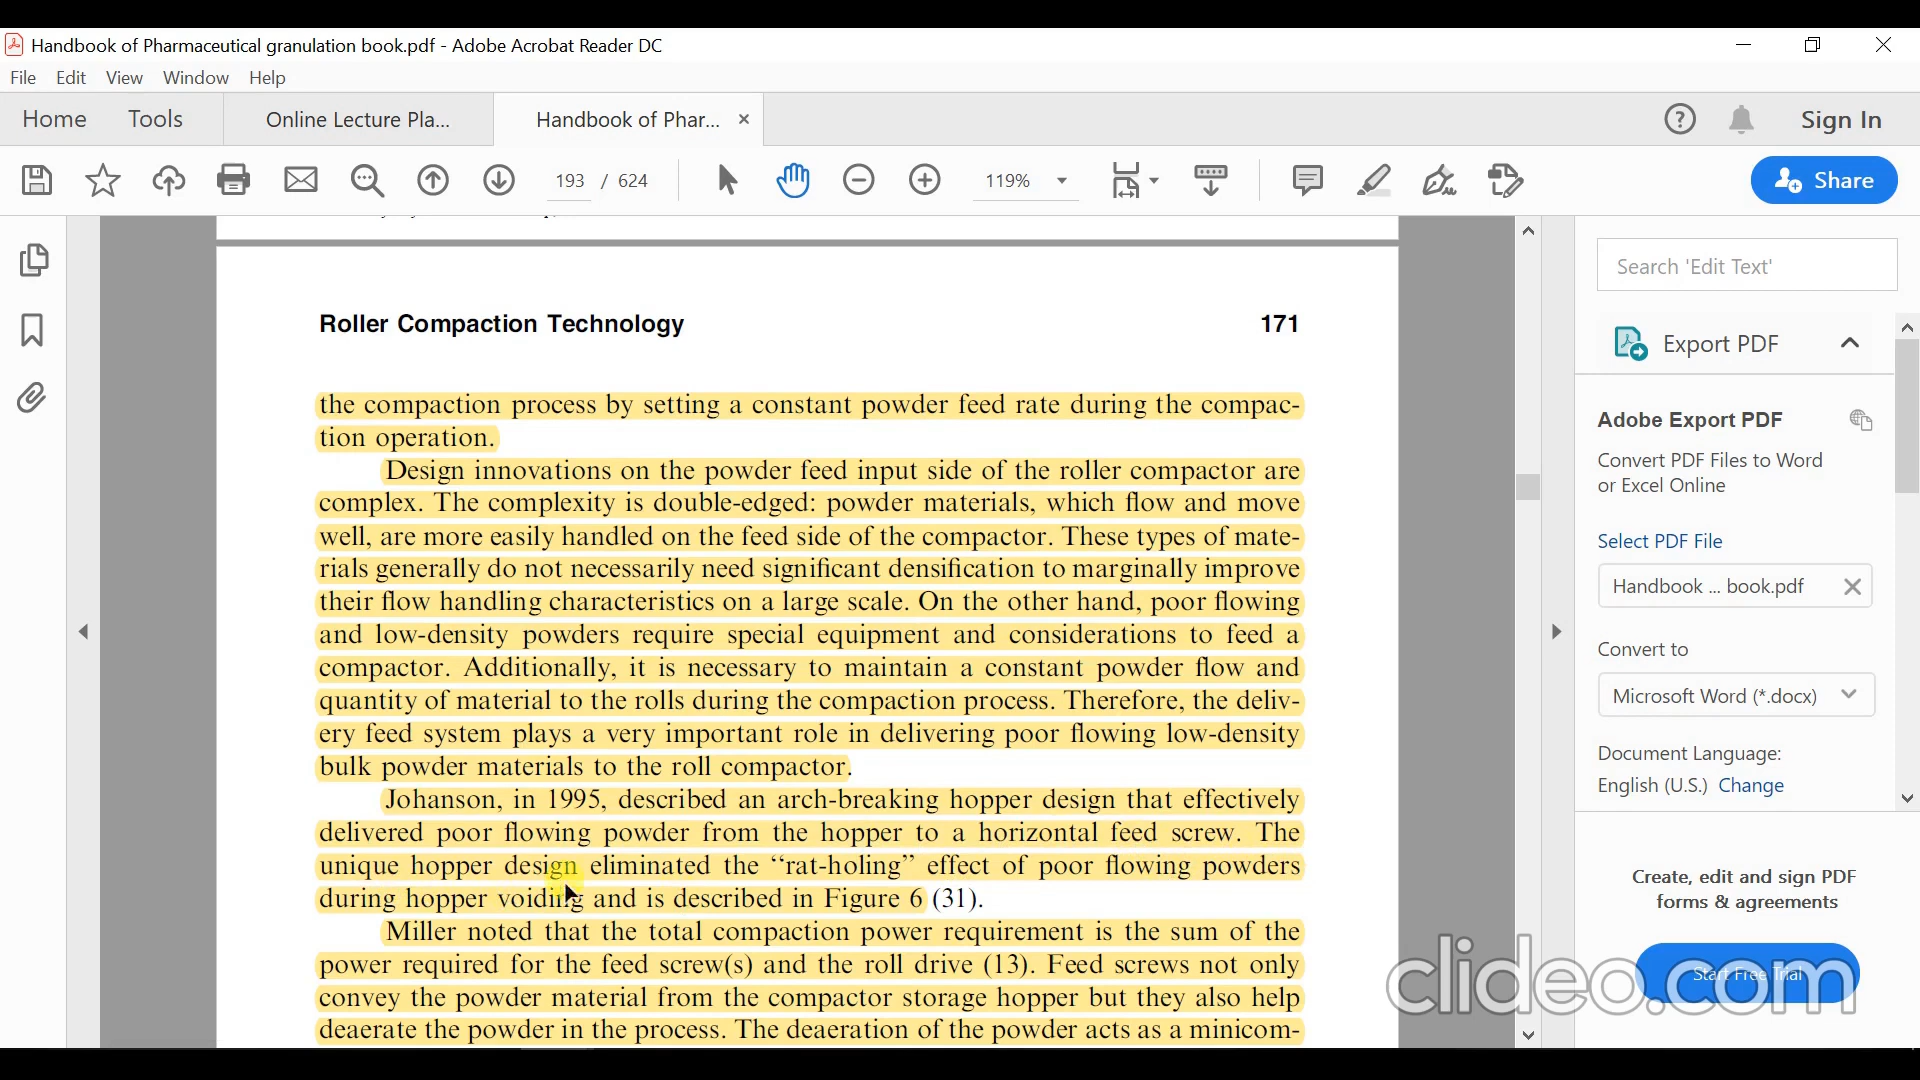 Handbook of Pharmaceutical granulation book.pdf - Adobe Acrobat Reader DC
File Edit View Window Help
Home Tools Online Lecture Pla... Handbook of Phar... × Sign In
193 / 624 119% Share
Roller Compaction Technology 171
the compaction process by setting a constant powder feed rate during the compac-
tion operation.
Design innovations on the powder feed input side of the roller compactor are
complex. The complexity is double-edged: powder materials, which flow and move
well, are more easily handled on the feed side of the compactor. These types of mate-
rials generally do not necessarily need significant densification to marginally improve
their flow handling characteristics on a large scale. On the other hand, poor flowing
and low-density powders require special equipment and considerations to feed a
compactor. Additionally, it is necessary to maintain a constant powder flow and
quantity of material to the rolls during the compaction process. Therefore, the deliv-
ery feed system plays a very important role in delivering poor flowing low-density
bulk powder materials to the roll compactor.
Johanson, in 1995, described an arch-breaking hopper design that effectively
delivered poor flowing powder from the hopper to a horizontal feed screw. The
unique hopper design eliminated the ‘‘rat-holing’’ effect of poor flowing powders
during hopper voiding and is described in Figure 6 (31).
Miller noted that the total compaction power requirement is the sum of the
power required for the feed screw(s) and the roll drive (13). Feed screws not only
convey the powder material from the compactor storage hopper but they also help
deaerate the powder in the process. The deaeration of the powder acts as a minicom-
Search 'Edit Text'
Export PDF
Adobe Export PDF
Convert PDF Files to Word
or Excel Online
Select PDF File
Handbook ... book.pdf
Convert to
Microsoft Word (*.docx)
Document Language:
English (U.S.) Change
Create, edit and sign PDF
forms & agreements
Start Free Trial
clideo.com